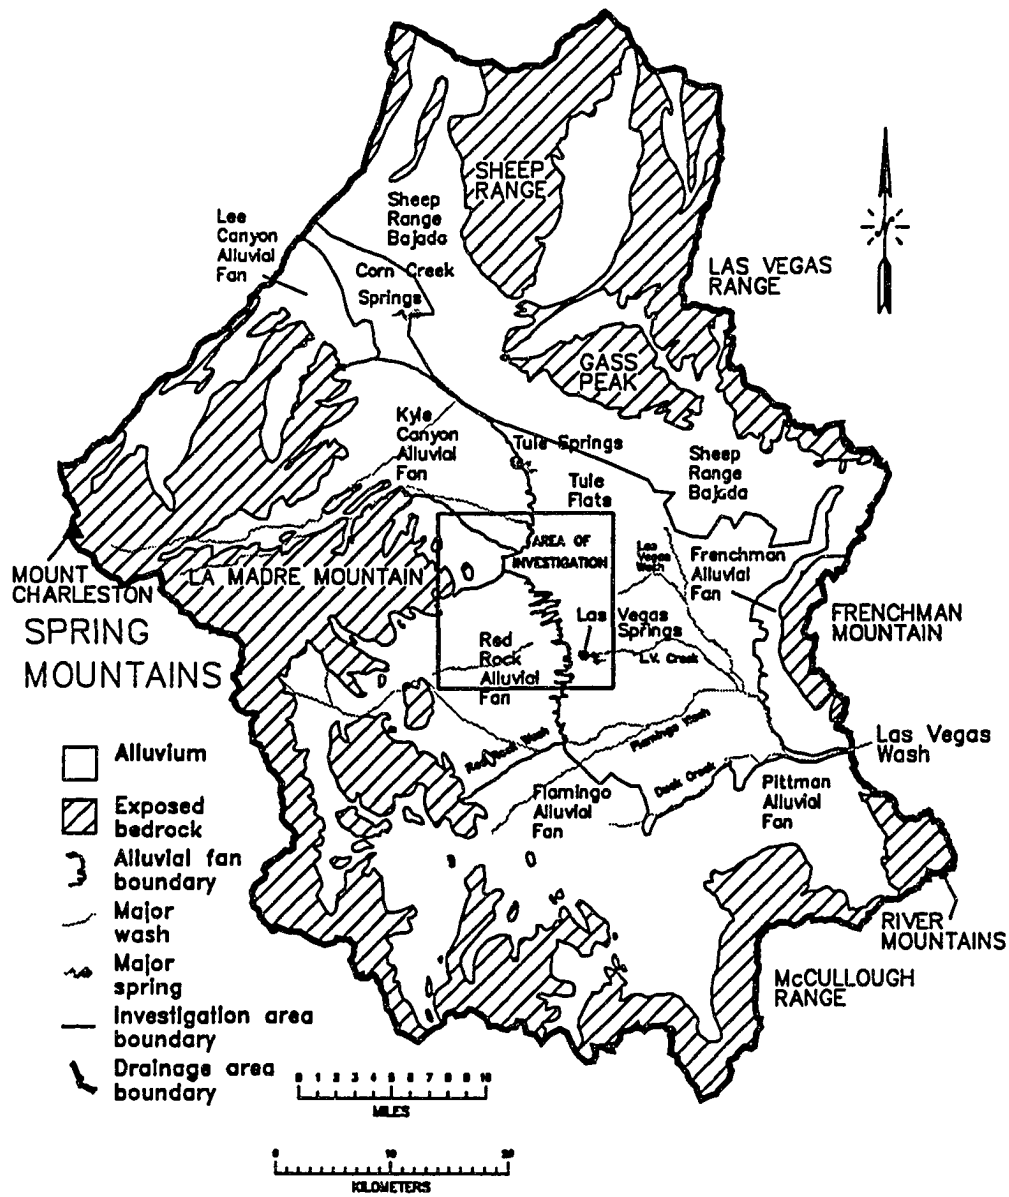 SHEEP
RANGE
Sheep
Range
Bajada
Lee
Canyon
Alluvial
Fan
Corn Creek
Springs
LAS VEGAS
RANGE
GASS
PEAK
Kyle
Canyon
Alluvial
Fan
Tule Springs
Tule
Flats
Sheep
Range
Bajada
AREA OF
INVESTIGATION
Las
Vegas
Wash
Frenchman
Alluvial
Fan
MOUNT
CHARLESTON
LA MADRE MOUNTAIN
FRENCHMAN
MOUNTAIN
SPRING
MOUNTAINS
Las Vegas
Springs
L.V. Creek
Red
Rock
Alluvial
Fan
Red Rock Wash
Flamingo Wash
Duck Creek
Las Vegas
Wash
Flamingo
Alluvial
Fan
Pittman
Alluvial
Fan
RIVER
MOUNTAINS
McCULLOUGH
RANGE
Alluvium
Exposed
bedrock
Alluvial fan
boundary
Major
wash
Major
spring
Investigation area
boundary
Drainage area
boundary
0 1 2 3 4 5 6 7 8 9 10
MILES
0 10 20
KILOMETERS